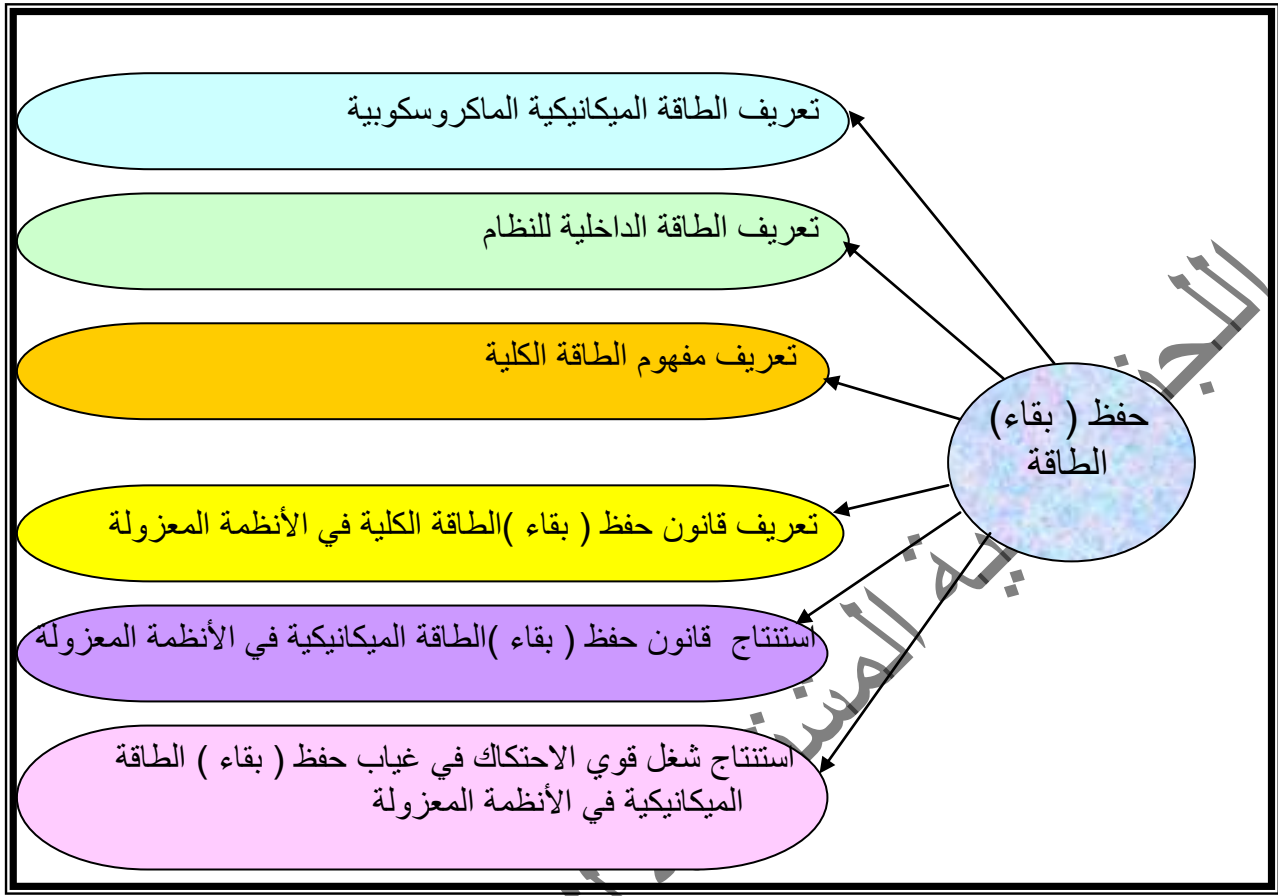 تعريف الطاقة الميكانيكية الماكروسكوبية
تعريف الطاقة الداخلية للنظام
تعريف مفهوم الطاقة الكلية
حفظ ( بقاء)
الطاقة
تعريف قانون حفظ ( بقاء )الطاقة الكلية في الأنظمة المعزولة
استنتاج قانون حفظ ( بقاء )الطاقة الميكانيكية في الأنظمة المعزولة
استنتاج شغل قوي الاحتكاك في غياب حفظ ( بقاء ) الطاقة
الميكانيكية في الأنظمة المعزولة